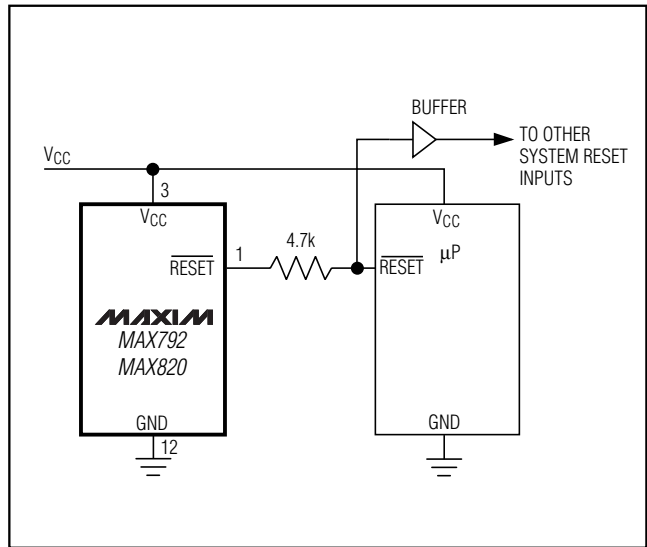 BUFFER
TO OTHER
SYSTEM RESET
INPUTS
VCC
3
VCC
RESET
1
4.7k
VCC
RESET
μP
MAXIM
MAX792
MAX820
GND
12
GND